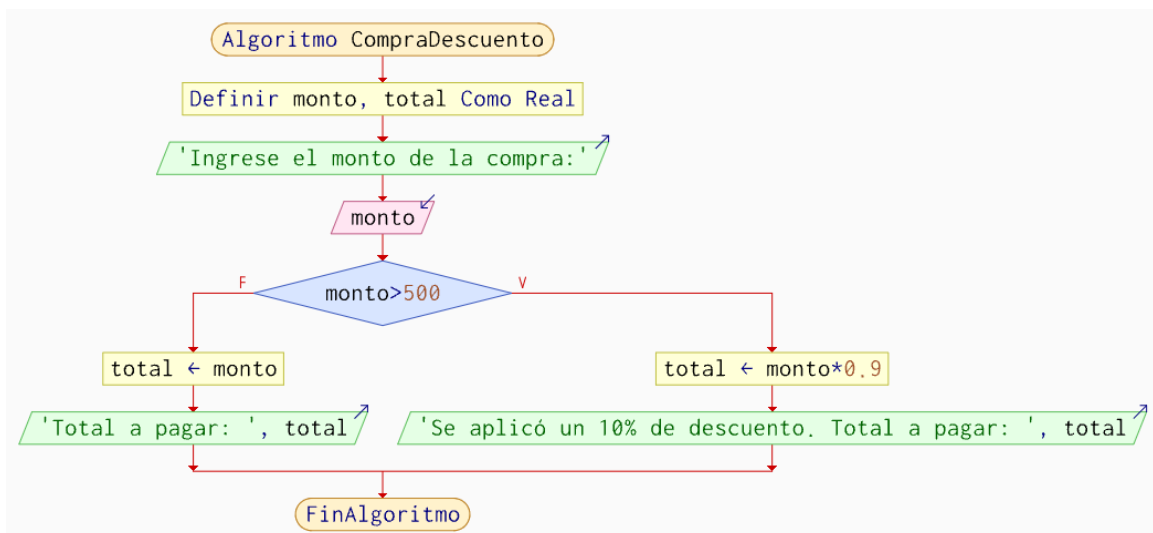 Algoritmo CompraDescuento
Definir monto, total Como Real
'Ingrese el monto de la compra:'
monto
F
monto>500
V
total ← monto
total ← monto*0.9
'Total a pagar: ', total
'Se aplicó un 10% de descuento. Total a pagar: ', total
FinAlgoritmo